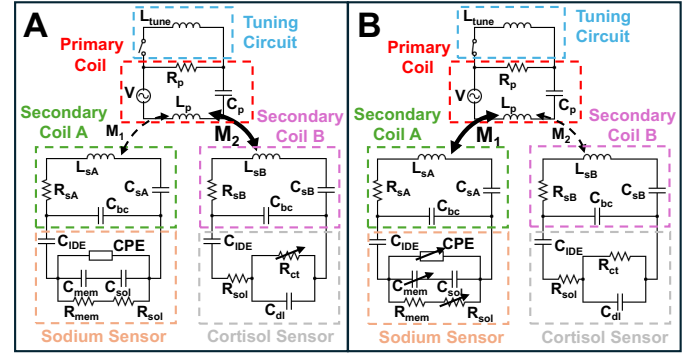 A
L_tune
Tuning
Circuit
Primary
Coil
R_p
V
C_p
L_p
Secondary
Coil A
M_1
M_2
Secondary
Coil B
L_sA
R_sA
C_sA
C_bc
L_sB
R_sB
C_sB
C_bc
C_IDE
CPE
C_mem
C_sol
R_mem
R_sol
Sodium Sensor
C_IDE
R_ct
R_sol
C_dl
Cortisol Sensor
B
L_tune
Tuning
Circuit
Primary
Coil
R_p
V
C_p
L_p
Secondary
Coil A
M_1
M_2
Secondary
Coil B
L_sA
R_sA
C_sA
C_bc
L_sB
R_sB
C_sB
C_bc
C_IDE
CPE
C_mem
C_sol
R_mem
R_sol
Sodium Sensor
C_IDE
R_ct
R_sol
C_dl
Cortisol Sensor